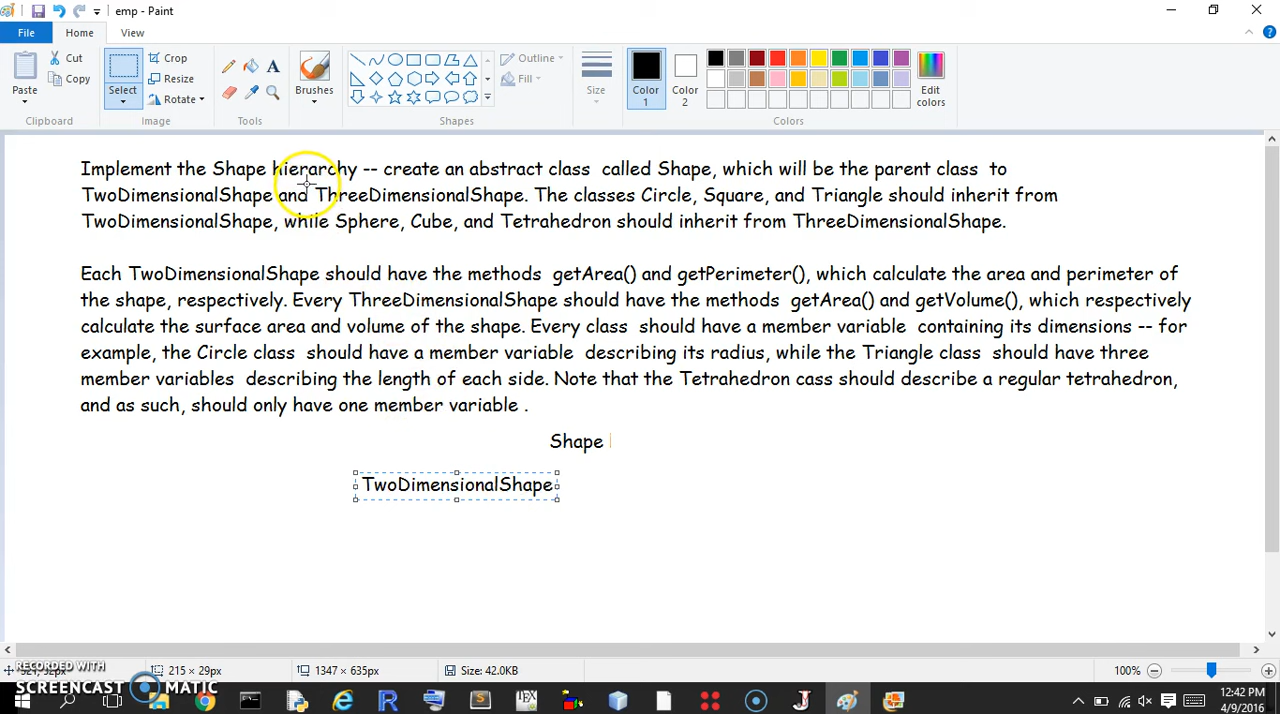 emp - Paint
File Home View
Paste Cut Copy Select Crop Resize Rotate Brushes Outline Fill Size Color 1 Color 2 Edit colors
Clipboard Image Tools Shapes Colors
Implement the Shape hierarchy -- create an abstract class called Shape, which will be the parent class to
TwoDimensionalShape and ThreeDimensionalShape. The classes Circle, Square, and Triangle should inherit from
TwoDimensionalShape, while Sphere, Cube, and Tetrahedron should inherit from ThreeDimensionalShape.
Each TwoDimensionalShape should have the methods getArea() and getPerimeter(), which calculate the area and perimeter of
the shape, respectively. Every ThreeDimensionalShape should have the methods getArea() and getVolume(), which respectively
calculate the surface area and volume of the shape. Every class should have a member variable containing its dimensions -- for
example, the Circle class should have a member variable describing its radius, while the Triangle class should have three
member variables describing the length of each side. Note that the Tetrahedron cass should describe a regular tetrahedron,
and as such, should only have one member variable .
Shape
TwoDimensionalShape
215 × 29px 1347 × 635px Size: 42.0KB 100%
RECORDED WITH
SCREENCAST MATIC
12:42 PM
4/9/2016